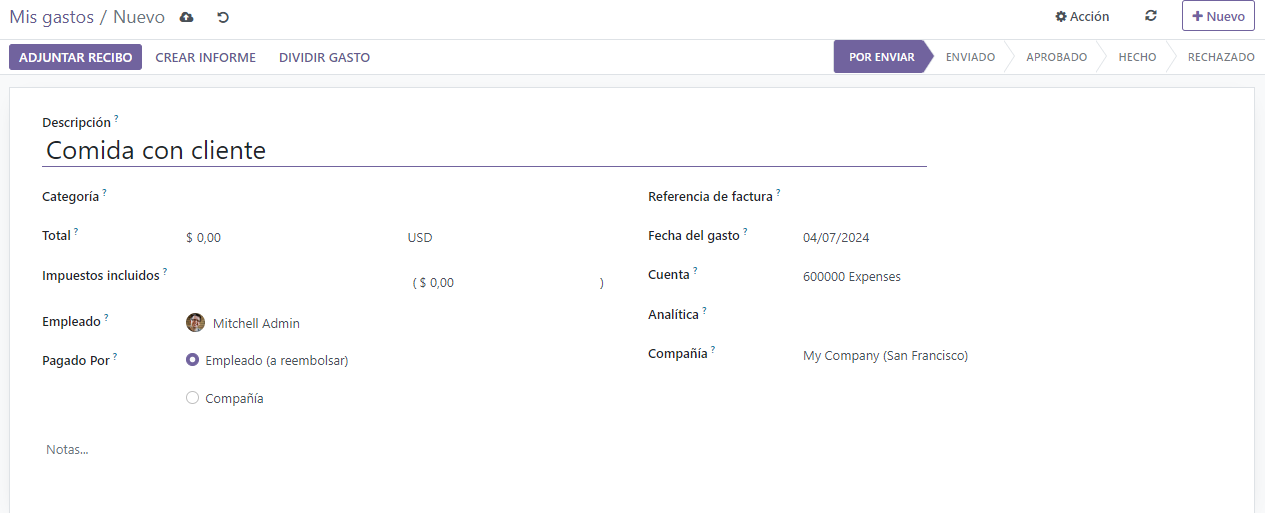 Mis gastos / Nuevo
Acción
+ Nuevo
ADJUNTAR RECIBO CREAR INFORME DIVIDIR GASTO
POR ENVIAR ENVIADO APROBADO HECHO RECHAZADO
Descripción ?
Comida con cliente
Categoría ?
Referencia de factura ?
Total ? $ 0,00 USD
Fecha del gasto ? 04/07/2024
Impuestos incluidos ? ( $ 0,00 )
Cuenta ? 600000 Expenses
Empleado ? Mitchell Admin
Analítica ?
Pagado Por ? Empleado (a reembolsar)
Compañía ? My Company (San Francisco)
Compañía
Notas...